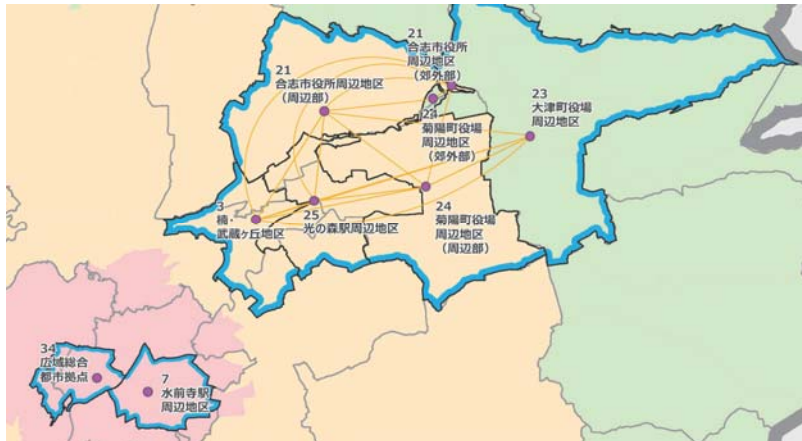 21
合志市役所
周辺地区
（郊外部）
21
合志市役所周辺地区
（周辺部）
23
大津町役場
周辺地区
24
菊陽町役場
周辺地区
（郊外部）
3
楠・
武蔵ヶ丘地区
25
光の森駅周辺地区
24
菊陽町役場
周辺地区
（周辺部）
34
広域総合
都市拠点
7
水前寺駅
周辺地区